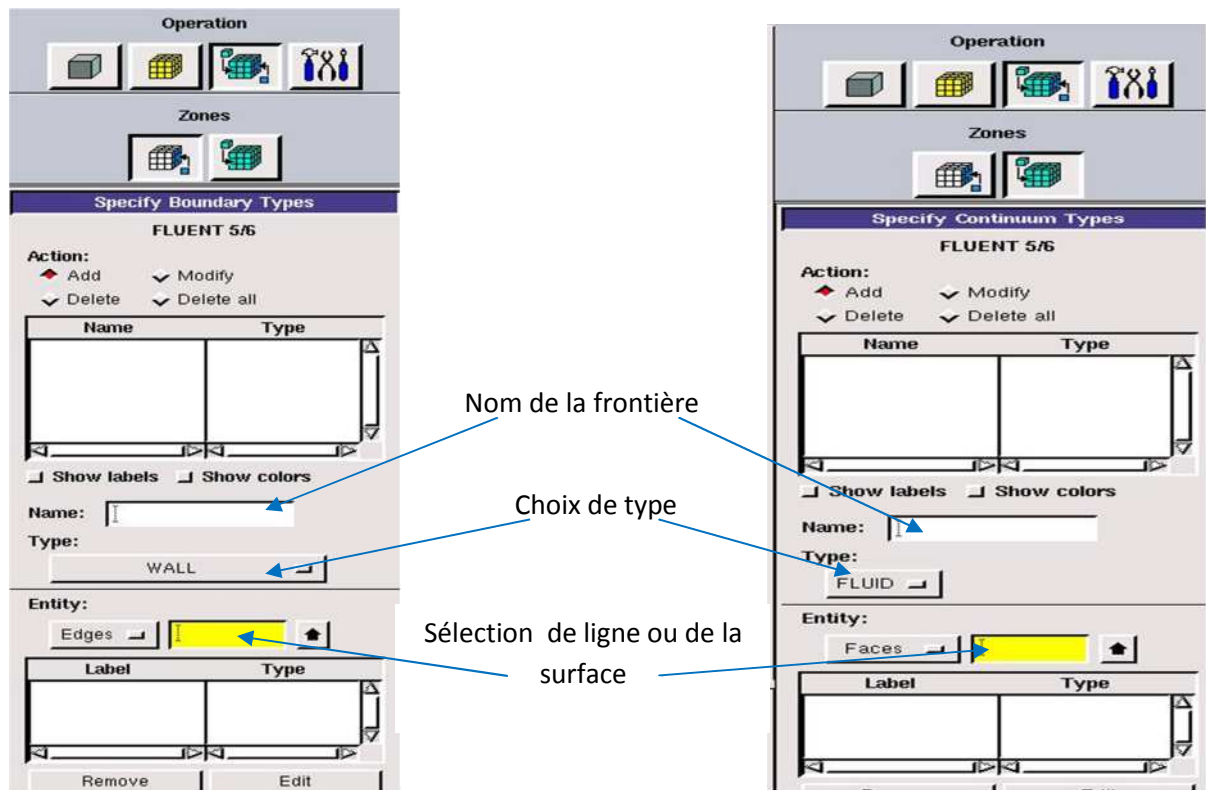 Operation
Zones
Specify Boundary Types
FLUENT 5/6
Action:
Add Modify
Delete Delete all
Name Type
Show labels Show colors
Name:
Type:
WALL
Entity:
Edges
Label Type
Remove Edit
Nom de la frontière
Choix de type
Sélection de ligne ou de la
surface
Operation
Zones
Specify Continuum Types
FLUENT 5/6
Action:
Add Modify
Delete Delete all
Name Type
Show labels Show colors
Name:
Type:
FLUID
Entity:
Faces
Label Type